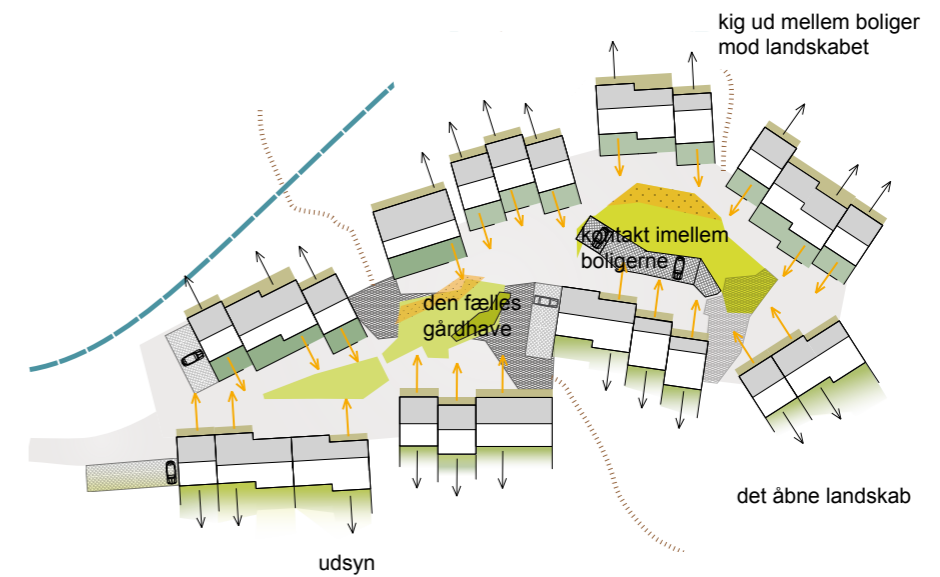 kig ud mellem boliger
mod landskabet
kontakt imellem
boligerne
den fælles
gårdhave
det åbne landskab
udsyn